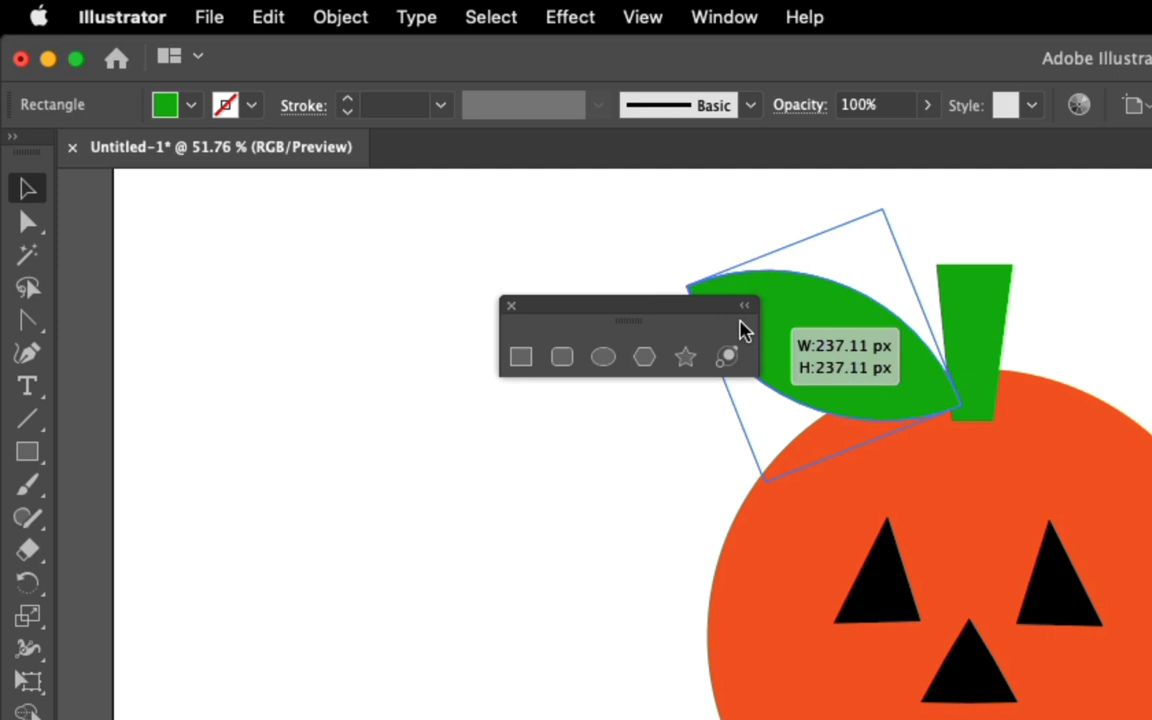 Illustrator File Edit Object Type Select Effect View Window Help
Adobe Illustra
Rectangle Stroke: Basic Opacity: 100% Style:
Untitled-1* @ 51.76 % (RGB/Preview)
W:237.11 px
H:237.11 px